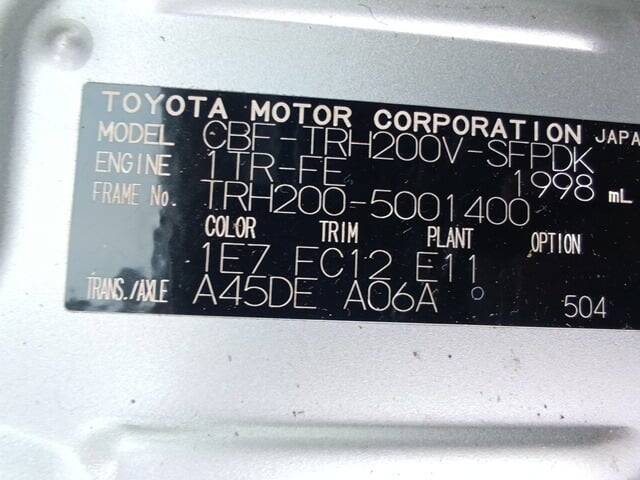 TOYOTA MOTOR CORPORATION JAPA
MODEL CBF-TRH200V-SFPDK
ENGINE 1TR-FE 1998 mL
FRAME No. TRH200-5001400
COLOR TRIM PLANT OPTION
1E7 FC12 E11
TRANS./AXLE A45DE A06A 504